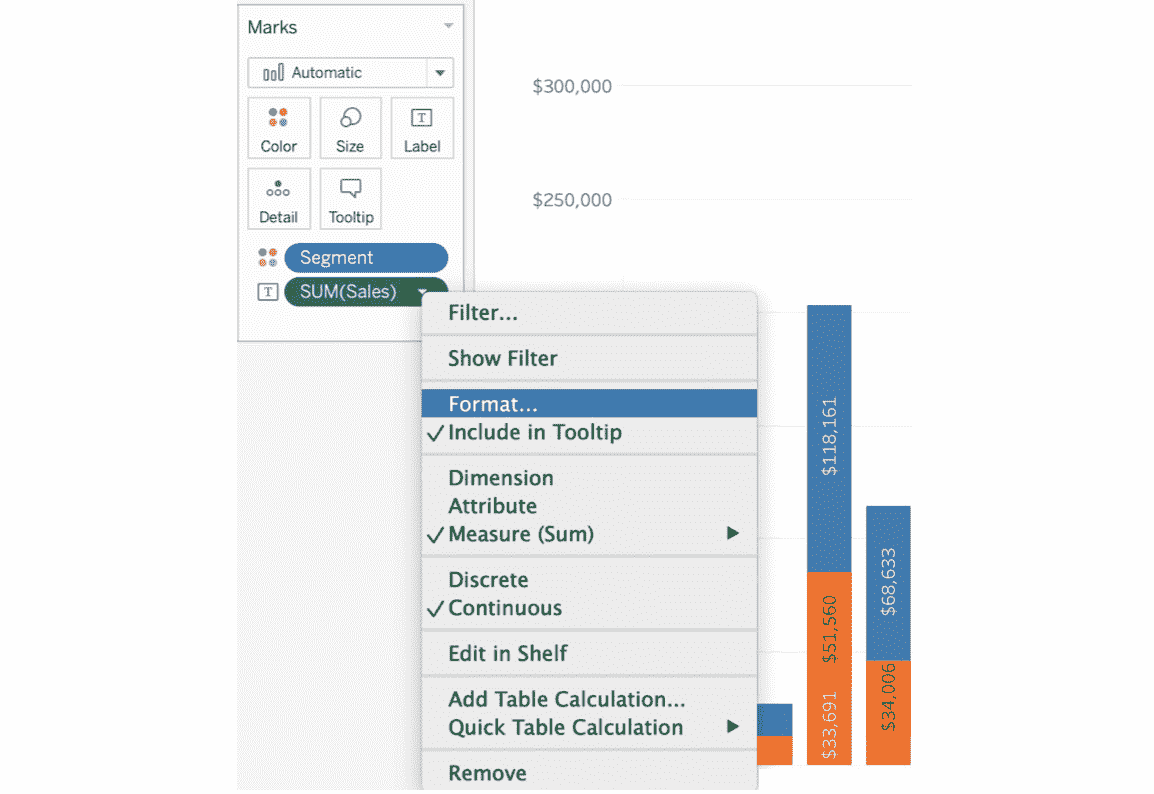 Marks
Automatic
Color
Size
Label
Detail
Tooltip
Segment
T SUM(Sales)
Filter...
Show Filter
Format...
Include in Tooltip
Dimension
Attribute
Measure (Sum)
Discrete
Continuous
Edit in Shelf
Add Table Calculation...
Quick Table Calculation
Remove
$300,000
$250,000
$118,161
$51,560
$33,691
$68,633
$34,006